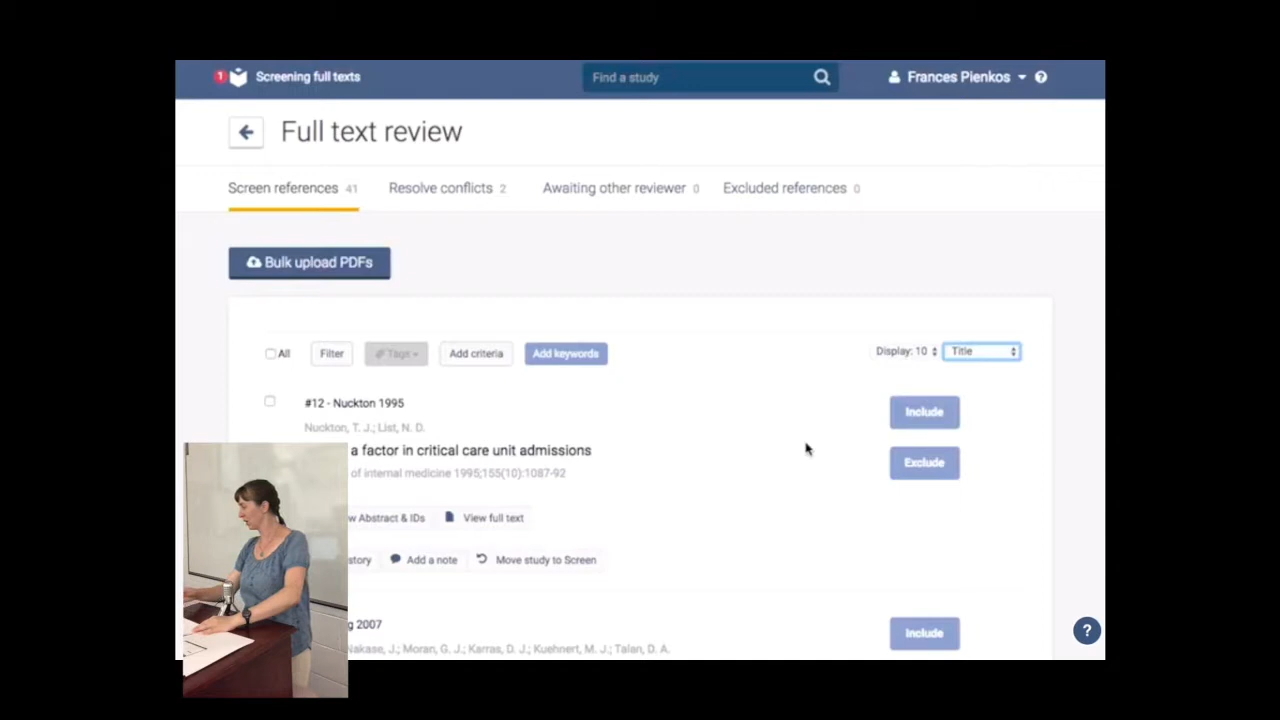 1 Screening full texts Find a study Frances Pienkos ?
Full text review
Screen references 41 Resolve conflicts 2 Awaiting other reviewer 0 Excluded references 0
Bulk upload PDFs
All Filter Tags Add criteria Add keywords Display: 10 Title
#12 - Nuckton 1995 Include
Nuckton, T. J.; List, N. D.
a factor in critical care unit admissions Exclude
of internal medicine 1995;155(10):1087-92
w Abstract & IDs View full text
story Add a note Move study to Screen
?
g 2007 Include
Nakase, J.; Moran, G. J.; Karras, D. J.; Kuehnert, M. J.; Talan, D. A.